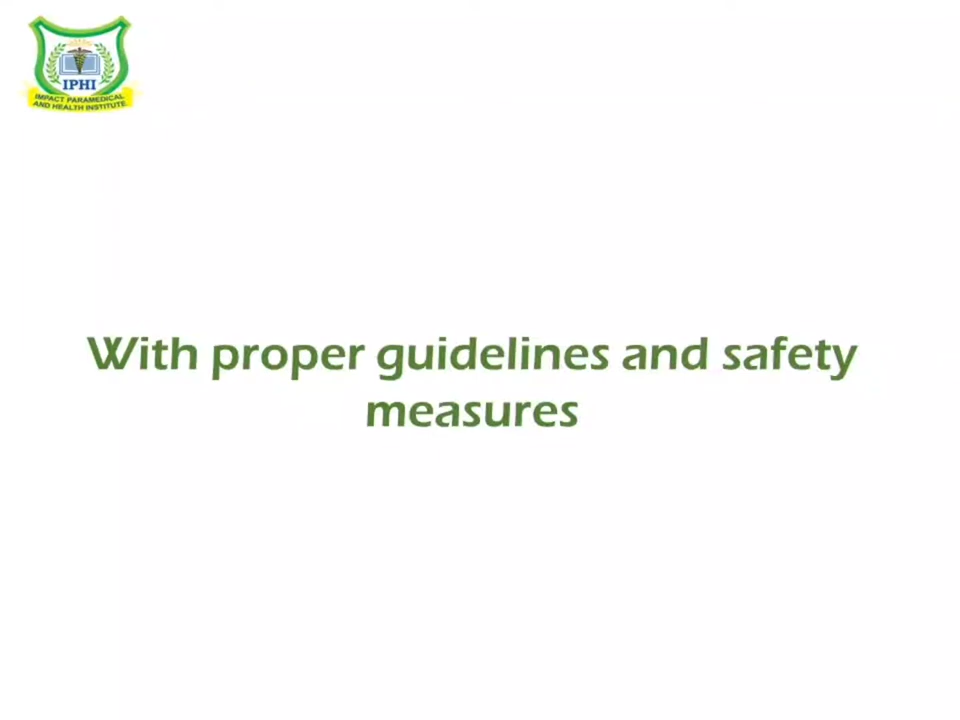 IPHI
IMPACT PARAMEDICAL
AND HEALTH INSTITUTE
With proper guidelines and safety
measures